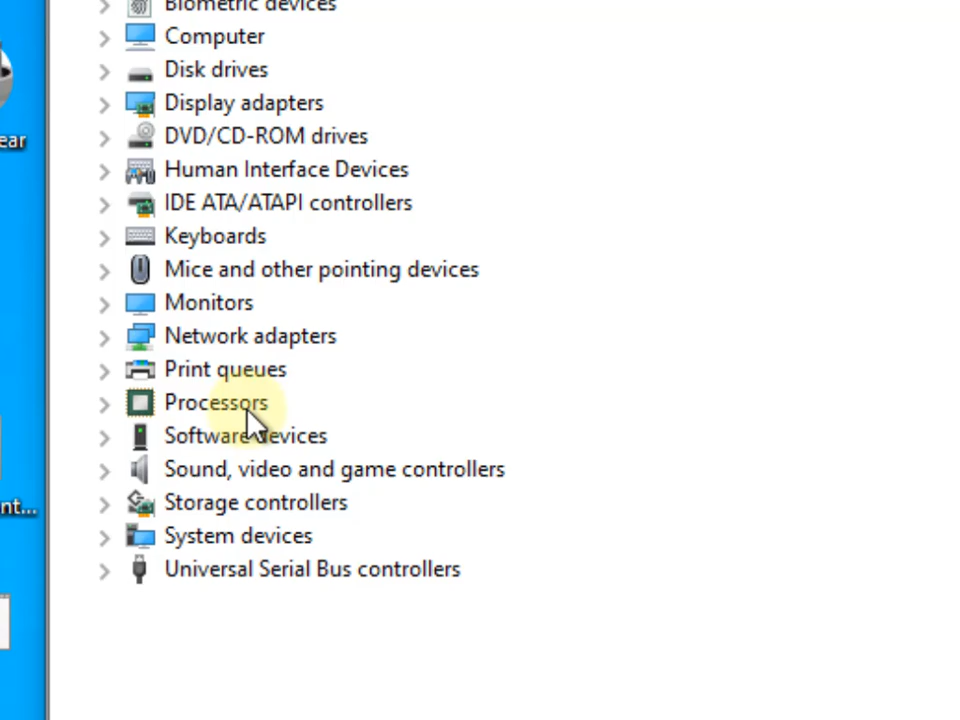 Biometric devices
Computer
Disk drives
Display adapters
DVD/CD-ROM drives
Human Interface Devices
IDE ATA/ATAPI controllers
Keyboards
Mice and other pointing devices
Monitors
Network adapters
Print queues
Processors
Software devices
Sound, video and game controllers
Storage controllers
System devices
Universal Serial Bus controllers
ear
nt...